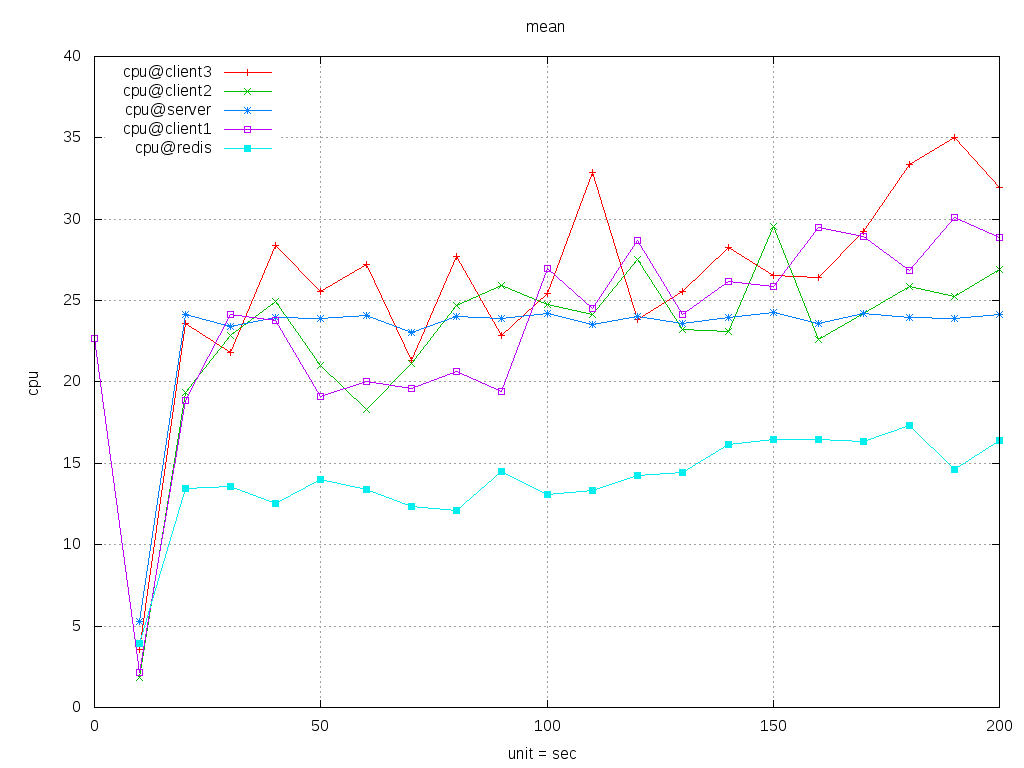 mean
40
35
30
25
20
15
10
5
0
cpu
cpu@client3
cpu@client2
cpu@server
cpu@client1
cpu@redis
0 50 100 150 200
unit = sec